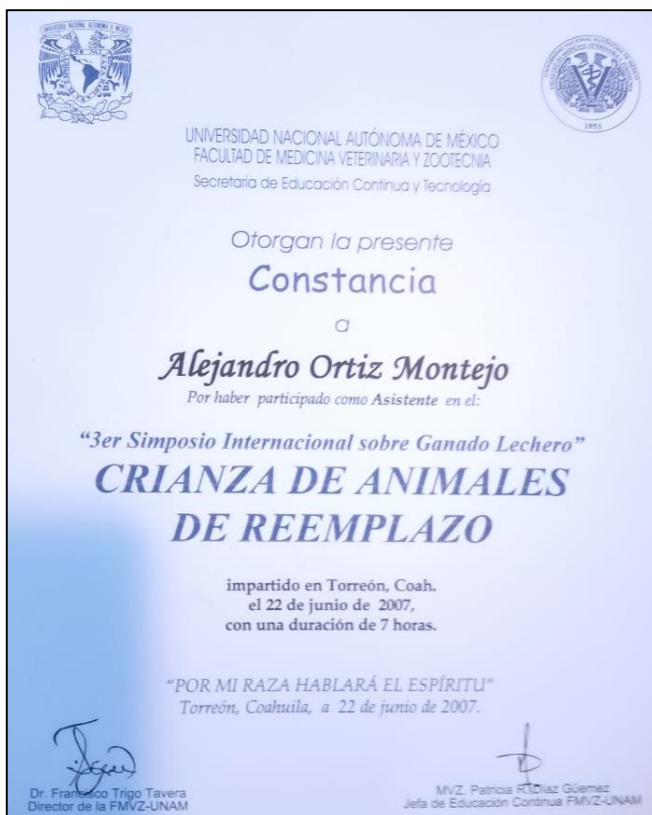 UNIVERSIDAD NACIONAL AUTÓNOMA DE MÉXICO
FACULTAD DE MEDICINA VETERINARIA Y ZOOTECNIA
Secretaría de Educación Continua y Tecnología
Otorgan la presente
Constancia
a
Alejandro Ortiz Montejo
Por haber participado como Asistente en el:
“3er Simposio Internacional sobre Ganado Lechero”
CRIANZA DE ANIMALES
DE REEMPLAZO
impartido en Torreón, Coah.
el 22 de junio de 2007,
con una duración de 7 horas.
“POR MI RAZA HABLARÁ EL ESPÍRITU”
Torreón, Coahuila, a 22 de junio de 2007.
Dr. Francisco Trigo Tavera
Director de la FMVZ-UNAM
MVZ. Patricia R. Díaz Güemez
Jefa de Educación Continua FMVZ-UNAM
1853